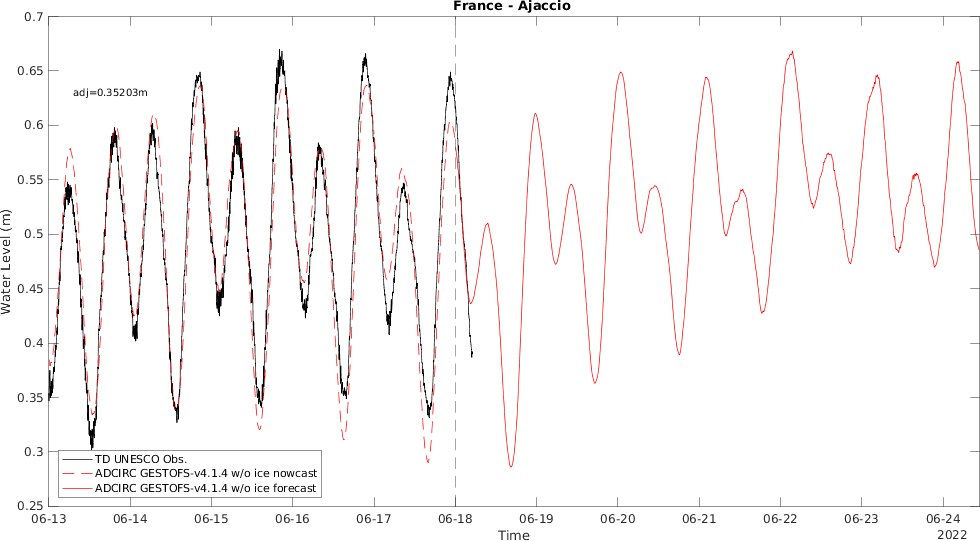 France - Ajaccio
0.7
0.65
0.6
0.55
0.5
0.45
0.4
0.35
0.3
0.25
Water Level (m)
adj=0.35203m
TD UNESCO Obs.
ADCIRC GESTOFS-v4.1.4 w/o ice nowcast
ADCIRC GESTOFS-v4.1.4 w/o ice forecast
06-13 06-14 06-15 06-16 06-17 06-18 06-19 06-20 06-21 06-22 06-23 06-24
Time
2022